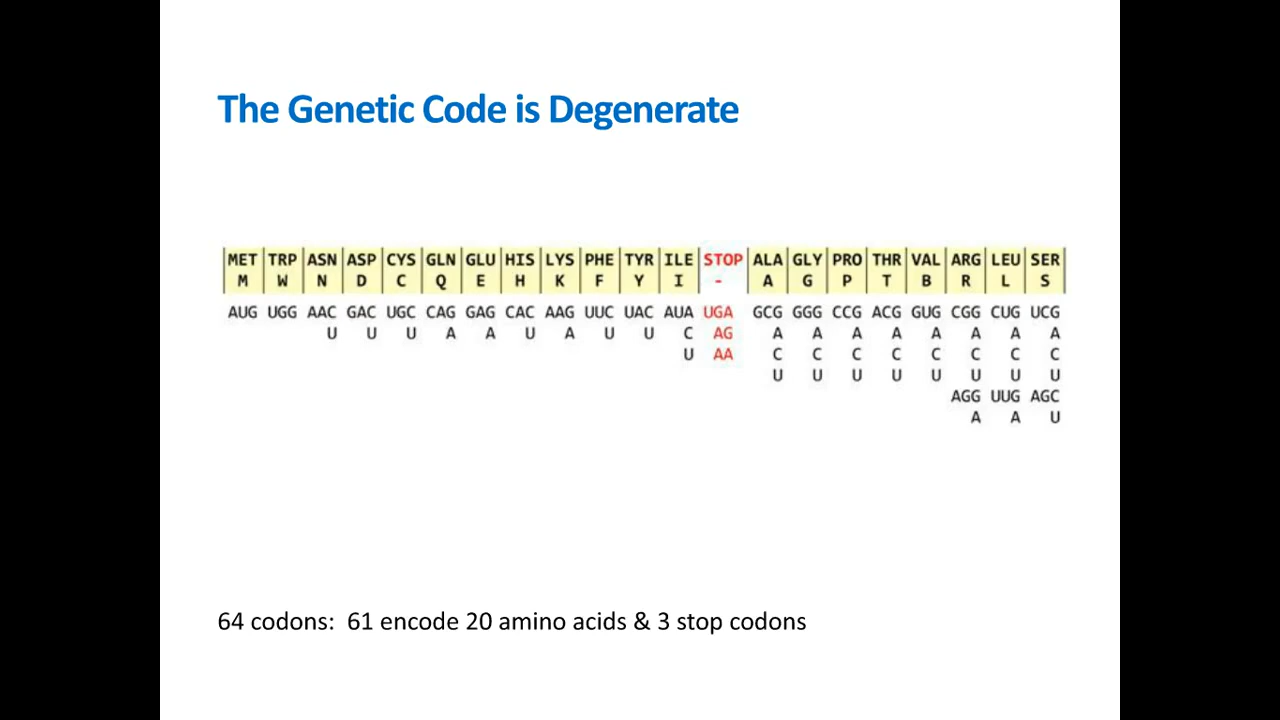 The Genetic Code is Degenerate
MET TRP ASN ASP CYS GLN GLU HIS LYS PHE TYR ILE STOP ALA GLY PRO THR VAL ARG LEU SER
M W N D C Q E H K F Y I - A G P T B R L S
AUG UGG AAC GAC UGC CAG GAG CAC AAG UUC UAC AUA UGA GCG GGG CCG ACG GUG CGG CUG UCG
U U U A A U A U U C AG A A A A A A A A
U AA C C C C C C C C
U U U U U U U U
AGG UUG AGC
A A U
64 codons: 61 encode 20 amino acids & 3 stop codons